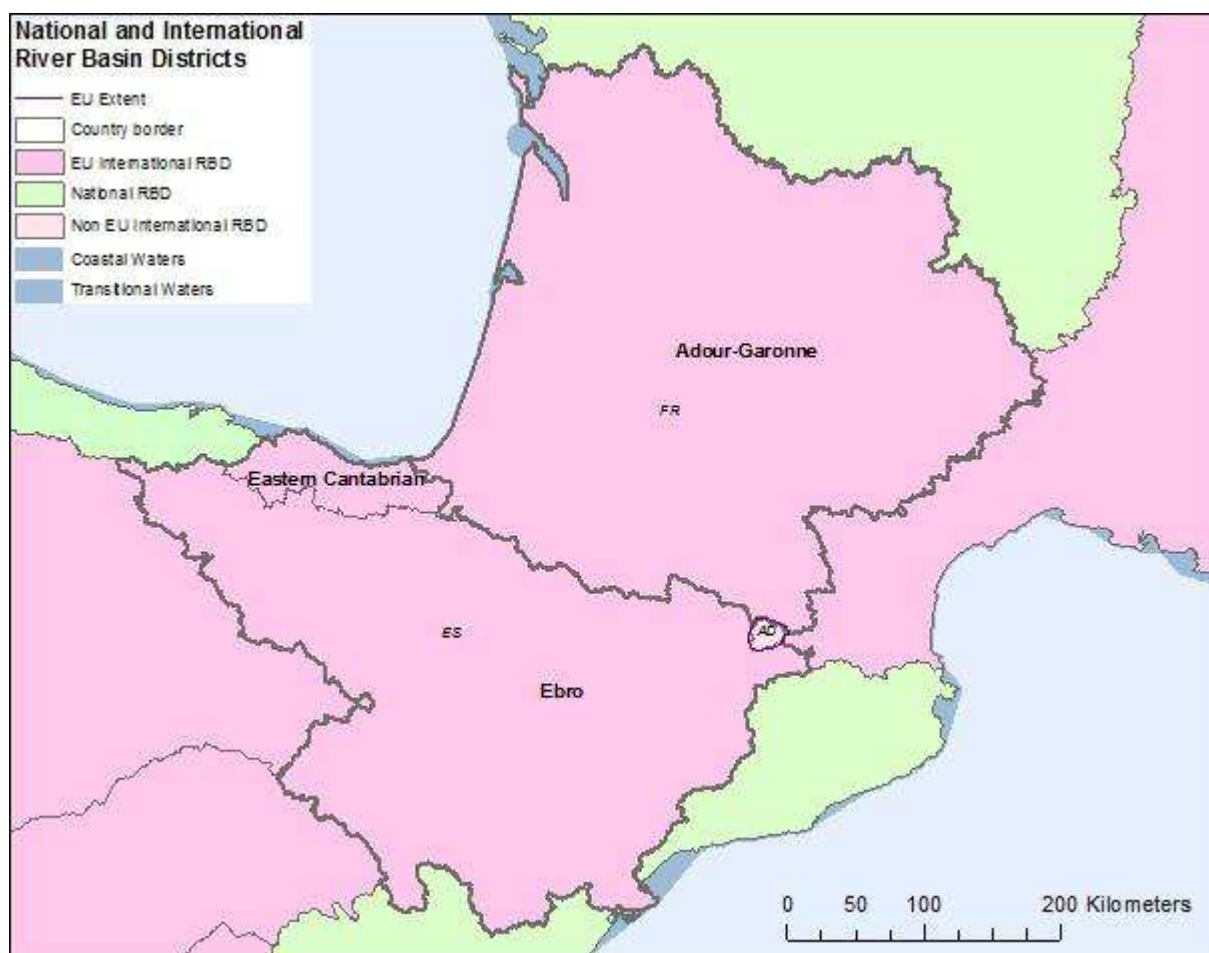 National and International
River Basin Districts
EU Extent
Country border
EU International RBD
National RBD
Non EU International RBD
Coastal Waters
Transitional Waters
Adour-Garonne
FR
Eastern Cantabrian
ES
AD
Ebro
0 50 100 200 Kilometers